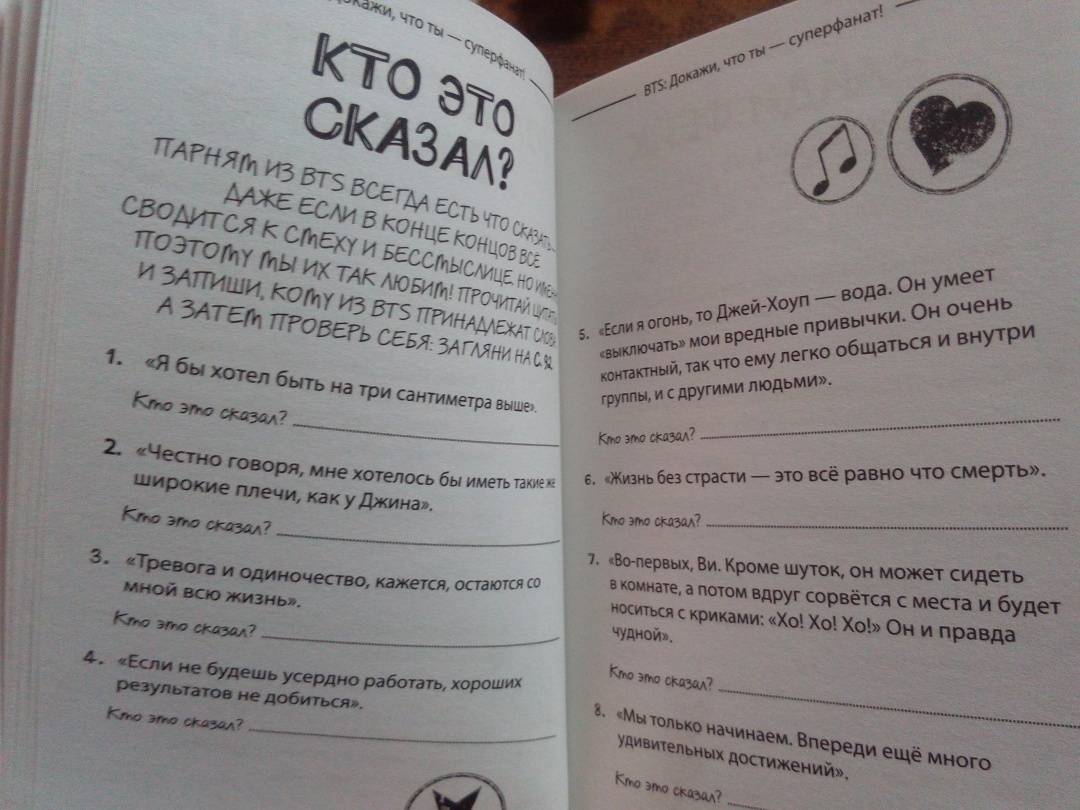 Докажи, что ты — суперфанат!
КТО ЭТО
СКАЗАЛ?
ПАРНЯМ ИЗ BTS ВСЕГДА ЕСТЬ ЧТО СКАЗАТЬ –
ДАЖЕ ЕСЛИ В КОНЦЕ КОНЦОВ ВСЁ
СВОДИТСЯ К СМЕХУ И БЕССМЫСЛИЦЕ. НО
ПОЭТОМУ МЫ ИХ ТАК ЛЮБИМ! ПРОЧИТАЙ
И ЗАПИШИ, КОМУ ИЗ BTS ПРИНАДЛЕЖАТ СЛОВА
А ЗАТЕМ ПРОВЕРЬ СЕБЯ: ЗАГЛЯНИ НА С. 92
1. «Я бы хотел быть на три сантиметра выше».
Кто это сказал?
2. «Честно говоря, мне хотелось бы иметь такие же
широкие плечи, как у Джина».
Кто это сказал?
3. «Тревога и одиночество, кажется, остаются со
мной всю жизнь».
Кто это сказал?
4. «Если не будешь усердно работать, хороших
результатов не добиться».
Кто это сказал?
BTS: Докажи, что ты — суперфанат!
5. «Если я огонь, то Джей-Хоуп — вода. Он умеет
«выключать» мои вредные привычки. Он очень
контактный, так что ему легко общаться и внутри
группы, и с другими людьми».
Кто это сказал?
6. «Жизнь без страсти — это всё равно что смерть».
Кто это сказал?
7. «Во-первых, Ви. Кроме шуток, он может сидеть
в комнате, а потом вдруг сорвётся с места и будет
носиться с криками: «Хо! Хо! Хо!» Он и правда
чудной».
Кто это сказал?
8. «Мы только начинаем. Впереди ещё много
удивительных достижений».
Кто это сказал?